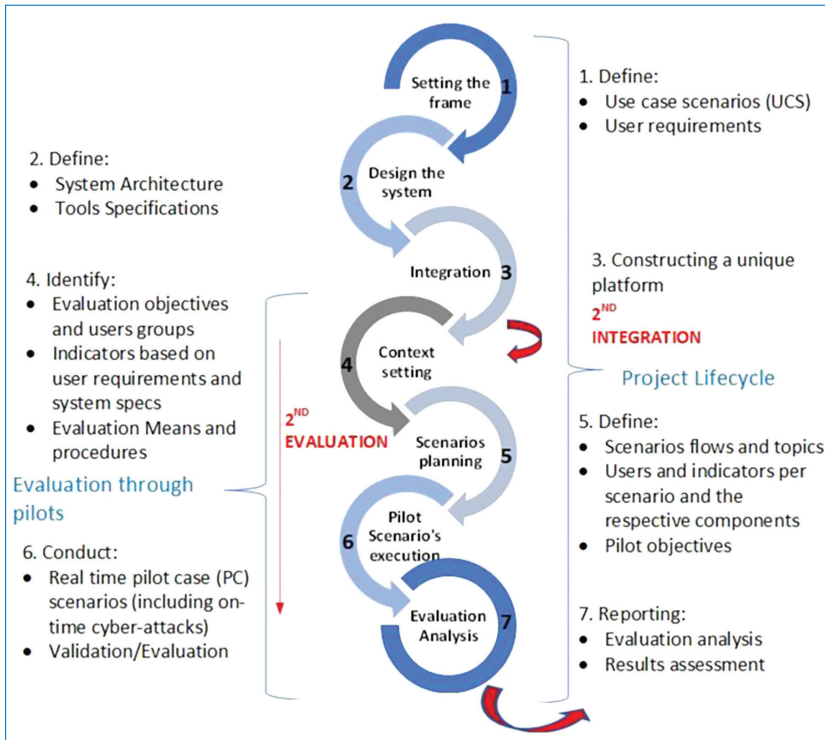 1
Setting the
frame
1. Define:
• Use case scenarios (UCS)
• User requirements
2. Define:
• System Architecture
• Tools Specifications
2
Design the
system
Integration
3
3. Constructing a unique
platform
2ND
INTEGRATION
Project Lifecycle
4. Identify:
• Evaluation objectives
and users groups
• Indicators based on
user requirements and
system specs
• Evaluation Means and
procedures
4
Context
setting
2ND
EVALUATION
Evaluation through
pilots
Scenarios
planning
5
5. Define:
• Scenarios flows and topics
• Users and indicators per
scenario and the
respective components
• Pilot objectives
6. Conduct:
• Real time pilot case (PC)
scenarios (including on-
time cyber-attacks)
• Validation/Evaluation
6
Pilot
Scenario's
execution
Evaluation
Analysis
7
7. Reporting:
• Evaluation analysis
• Results assessment